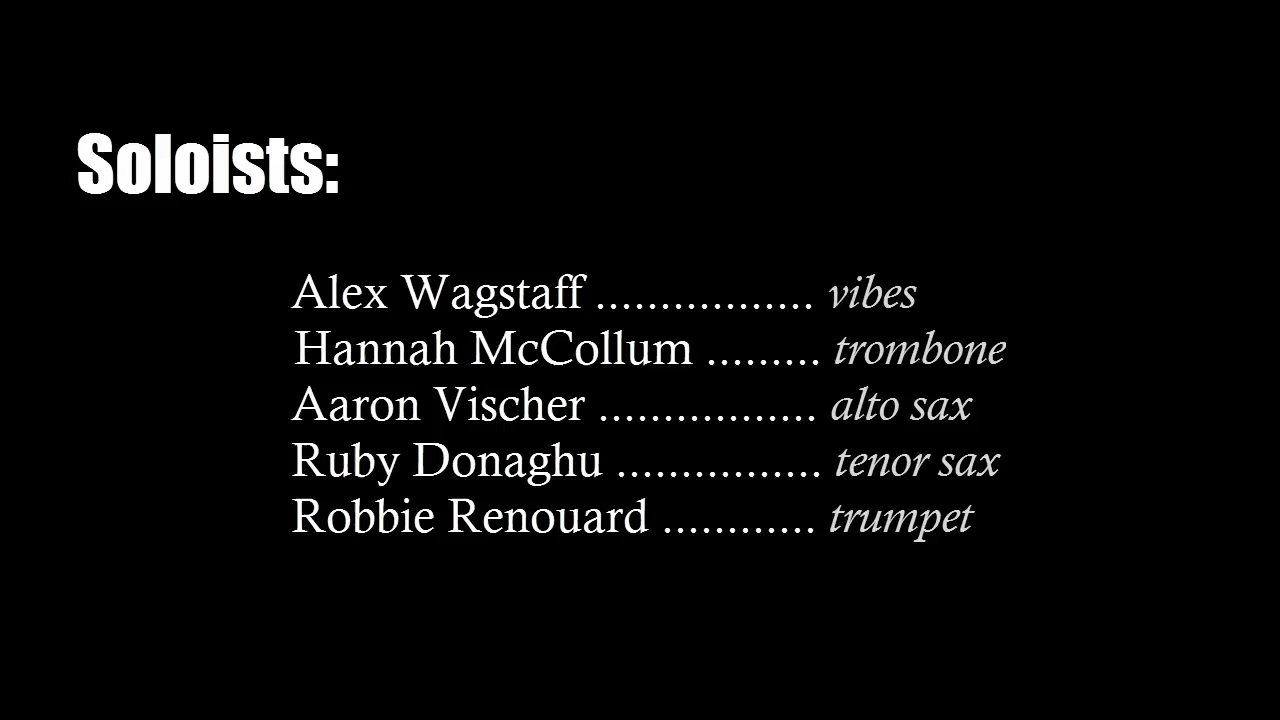 Soloists:
Alex Wagstaff ................. vibes
Hannah McCollum ......... trombone
Aaron Vischer ................. alto sax
Ruby Donaghu ................ tenor sax
Robbie Renouard ............ trumpet